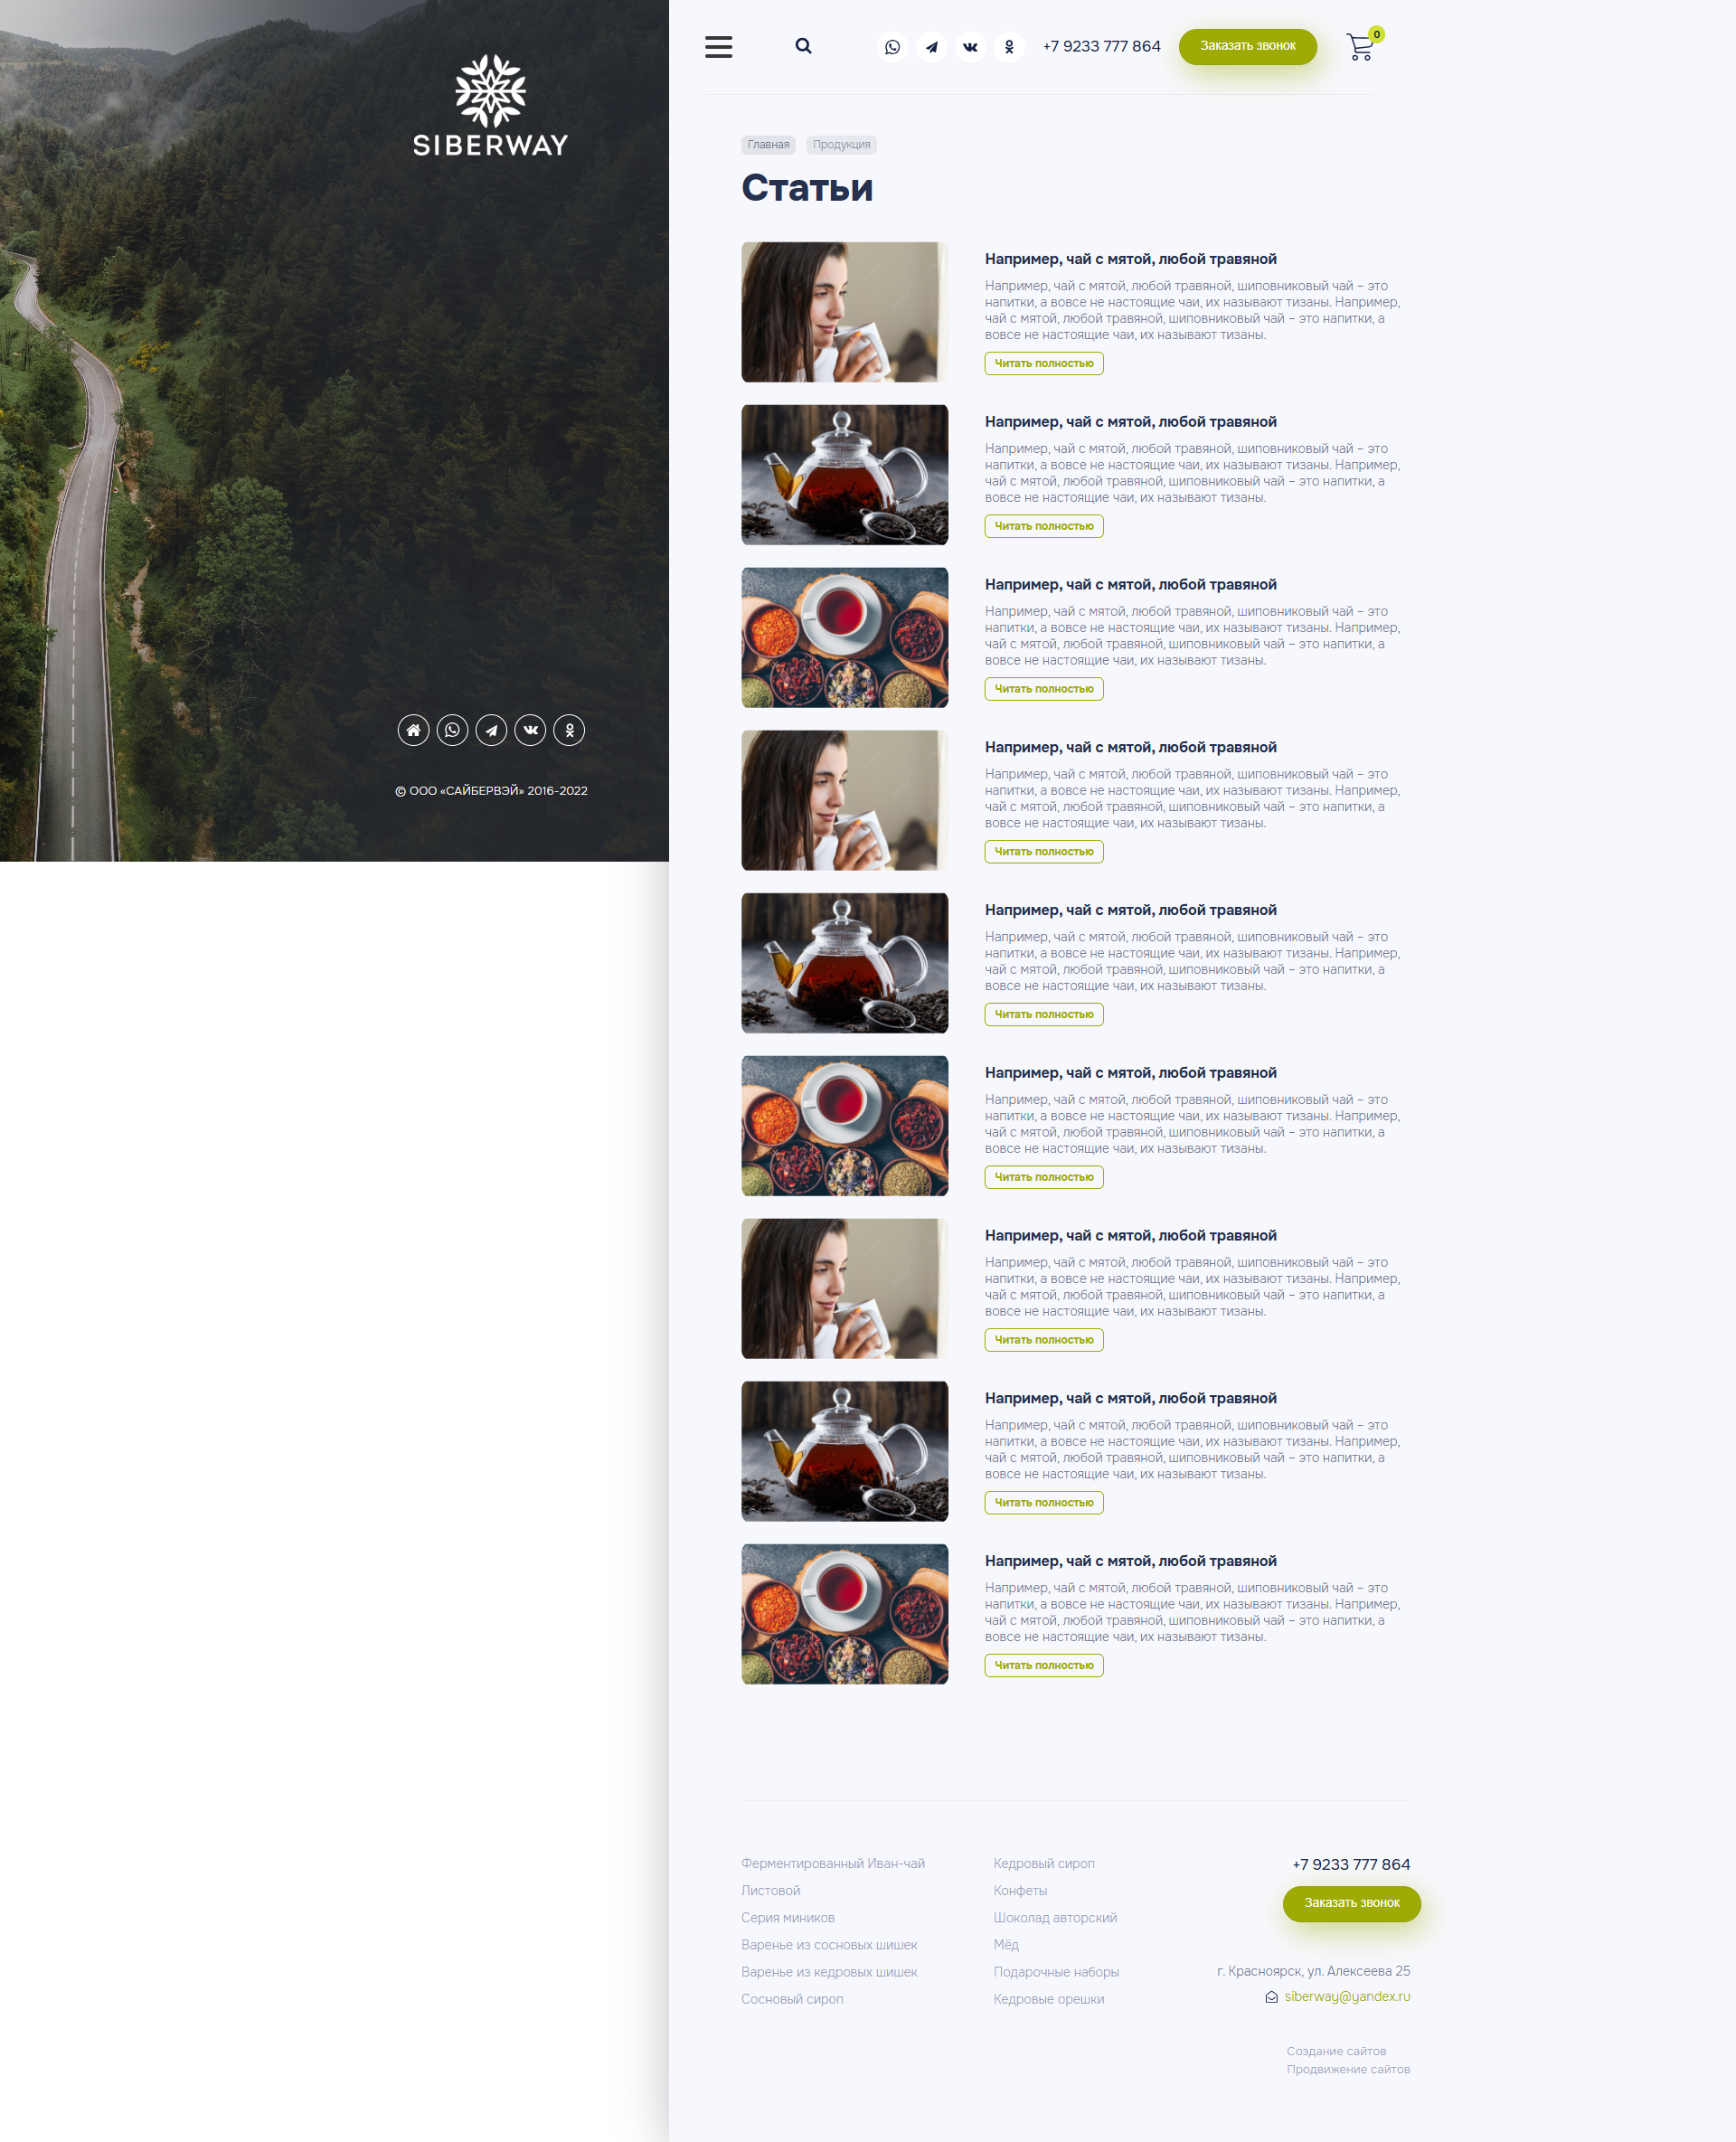 SIBERWAY
© ООО «САЙБЕРВЭЙ» 2016-2022
+7 9233 777 864
Заказать звонок
0
Главная
Продукция
Статьи
Например, чай с мятой, любой травяной
Например, чай с мятой, любой травяной, шиповниковый чай – это
напитки, а вовсе не настоящие чаи, их называют тизаны. Например,
чай с мятой, любой травяной, шиповниковый чай – это напитки, а
вовсе не настоящие чаи, их называют тизаны.
Читать полностью
Например, чай с мятой, любой травяной
Например, чай с мятой, любой травяной, шиповниковый чай – это
напитки, а вовсе не настоящие чаи, их называют тизаны. Например,
чай с мятой, любой травяной, шиповниковый чай – это напитки, а
вовсе не настоящие чаи, их называют тизаны.
Читать полностью
Например, чай с мятой, любой травяной
Например, чай с мятой, любой травяной, шиповниковый чай – это
напитки, а вовсе не настоящие чаи, их называют тизаны. Например,
чай с мятой, любой травяной, шиповниковый чай – это напитки, а
вовсе не настоящие чаи, их называют тизаны.
Читать полностью
Например, чай с мятой, любой травяной
Например, чай с мятой, любой травяной, шиповниковый чай – это
напитки, а вовсе не настоящие чаи, их называют тизаны. Например,
чай с мятой, любой травяной, шиповниковый чай – это напитки, а
вовсе не настоящие чаи, их называют тизаны.
Читать полностью
Например, чай с мятой, любой травяной
Например, чай с мятой, любой травяной, шиповниковый чай – это
напитки, а вовсе не настоящие чаи, их называют тизаны. Например,
чай с мятой, любой травяной, шиповниковый чай – это напитки, а
вовсе не настоящие чаи, их называют тизаны.
Читать полностью
Например, чай с мятой, любой травяной
Например, чай с мятой, любой травяной, шиповниковый чай – это
напитки, а вовсе не настоящие чаи, их называют тизаны. Например,
чай с мятой, любой травяной, шиповниковый чай – это напитки, а
вовсе не настоящие чаи, их называют тизаны.
Читать полностью
Например, чай с мятой, любой травяной
Например, чай с мятой, любой травяной, шиповниковый чай – это
напитки, а вовсе не настоящие чаи, их называют тизаны. Например,
чай с мятой, любой травяной, шиповниковый чай – это напитки, а
вовсе не настоящие чаи, их называют тизаны.
Читать полностью
Например, чай с мятой, любой травяной
Например, чай с мятой, любой травяной, шиповниковый чай – это
напитки, а вовсе не настоящие чаи, их называют тизаны. Например,
чай с мятой, любой травяной, шиповниковый чай – это напитки, а
вовсе не настоящие чаи, их называют тизаны.
Читать полностью
Например, чай с мятой, любой травяной
Например, чай с мятой, любой травяной, шиповниковый чай – это
напитки, а вовсе не настоящие чаи, их называют тизаны. Например,
чай с мятой, любой травяной, шиповниковый чай – это напитки, а
вовсе не настоящие чаи, их называют тизаны.
Читать полностью
Ферментированный Иван-чай
Листовой
Серия миников
Варенье из сосновых шишек
Варенье из кедровых шишек
Сосновый сироп
Кедровый сироп
Конфеты
Шоколад авторский
Мёд
Подарочные наборы
Кедровые орешки
+7 9233 777 864
Заказать звонок
г. Красноярск, ул. Алексеева 25
siberway@yandex.ru
Создание сайтов
Продвижение сайтов